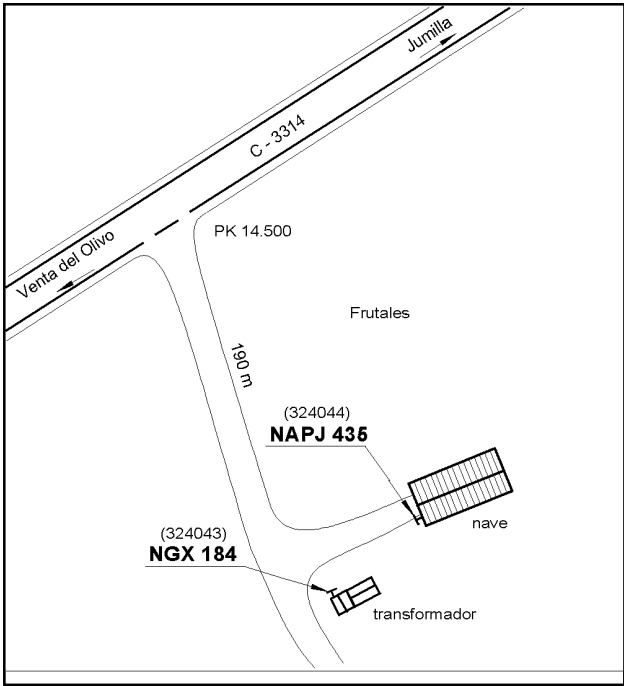 Jumilla
C - 3314
PK 14.500
Venta del Olivo
Frutales
190 m
(324044)
NAPJ 435
nave
(324043)
NGX 184
transformador